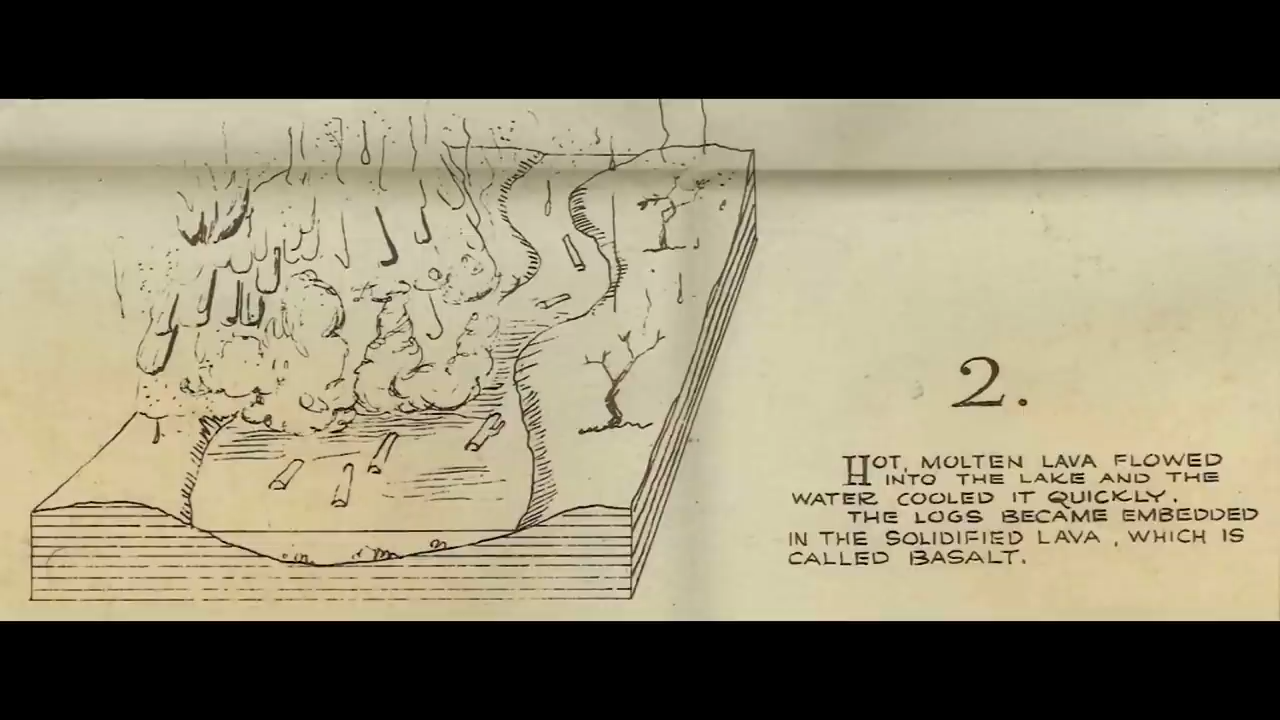 2.
HOT, MOLTEN LAVA FLOWED
INTO THE LAKE AND THE
WATER COOLED IT QUICKLY.
THE LOGS BECAME EMBEDDED
IN THE SOLIDIFIED LAVA, WHICH IS
CALLED BASALT.